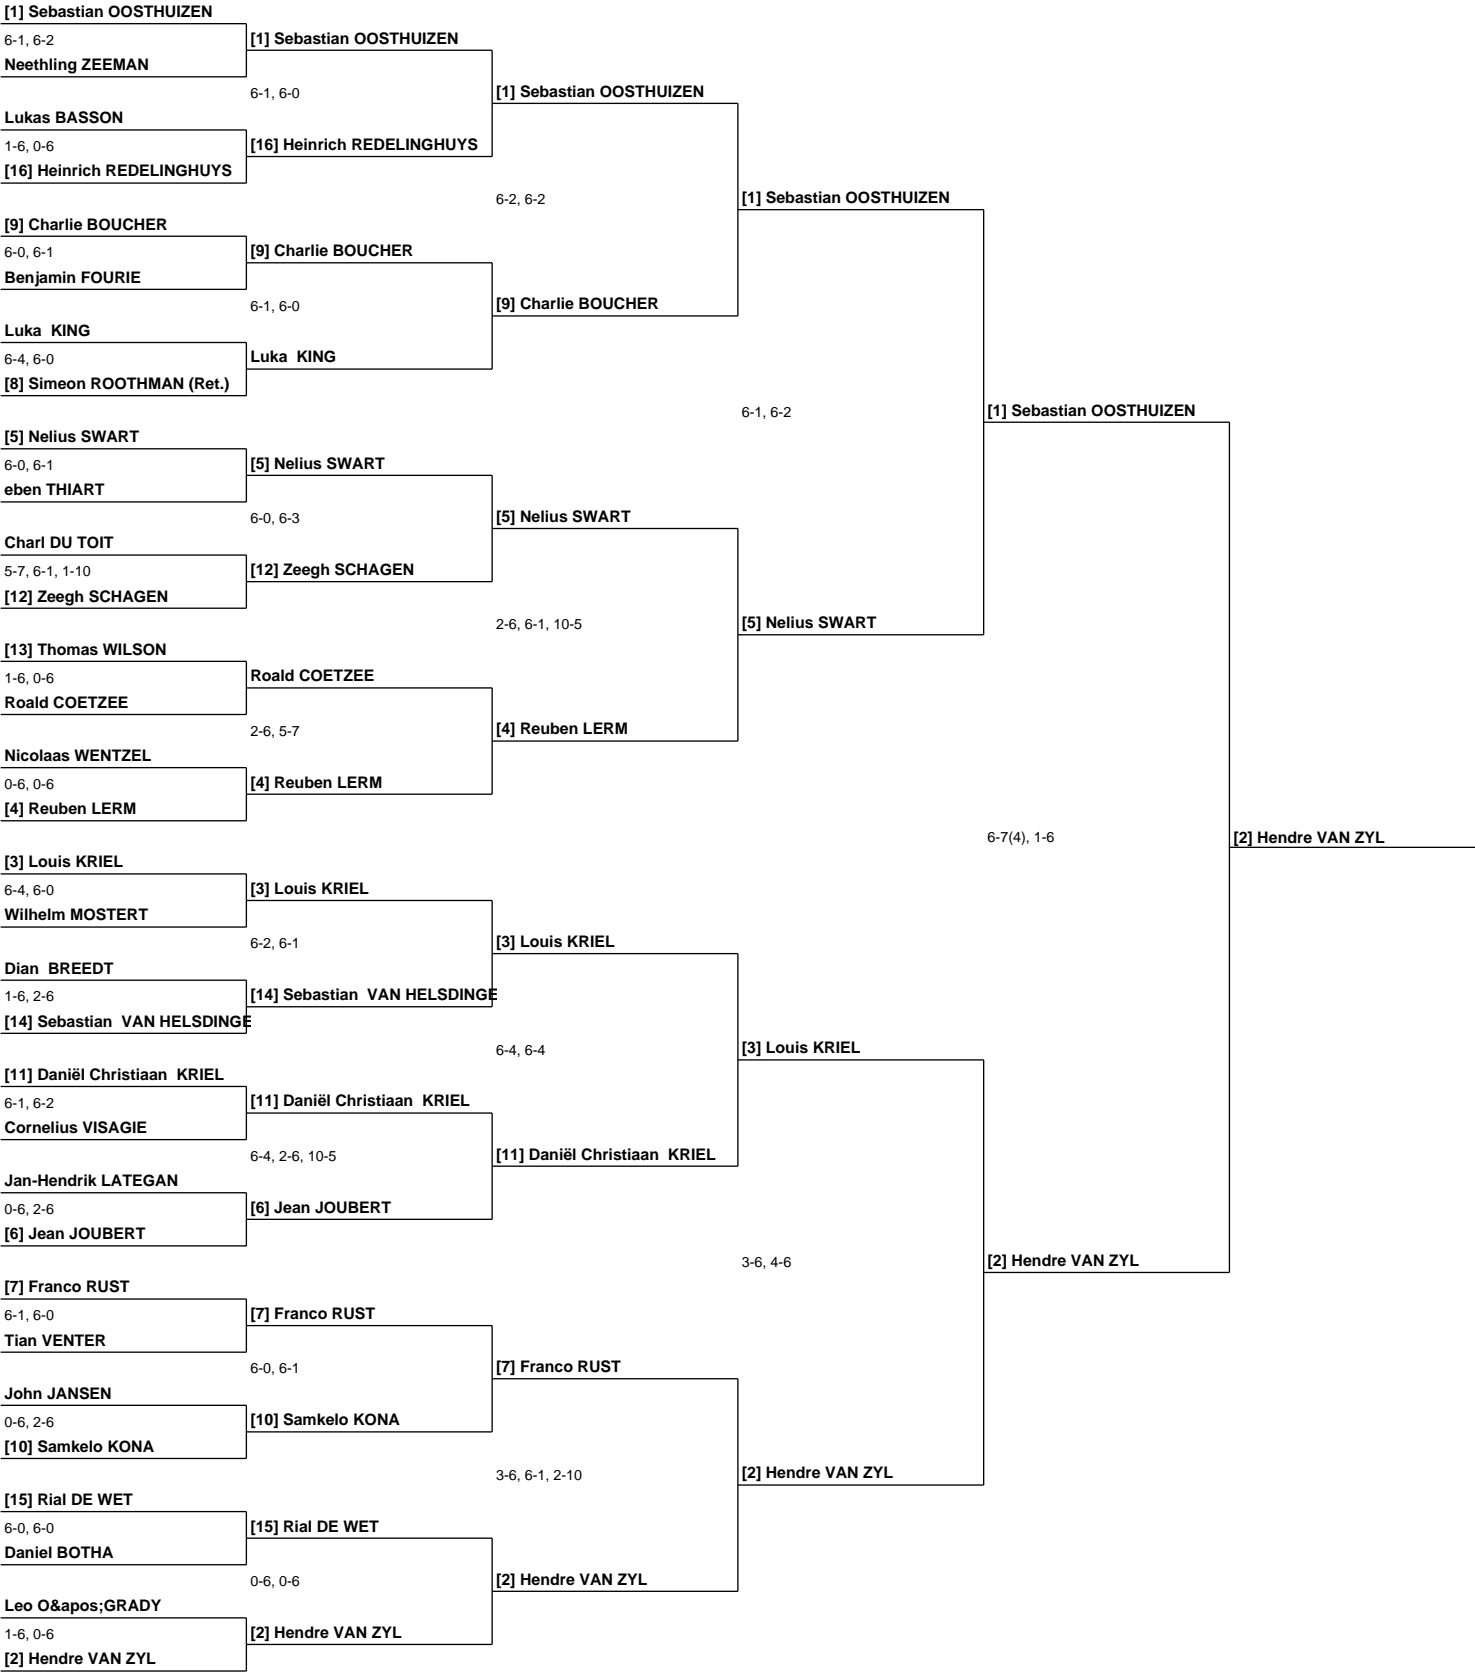 [1] Sebastian OOSTHUIZEN
6-1, 6-2
[1] Sebastian OOSTHUIZEN
Neethling ZEEMAN
6-1, 6-0
[1] Sebastian OOSTHUIZEN
Lukas BASSON
1-6, 0-6
[16] Heinrich REDELINGHUYS
[16] Heinrich REDELINGHUYS
6-2, 6-2
[1] Sebastian OOSTHUIZEN
[9] Charlie BOUCHER
6-0, 6-1
[9] Charlie BOUCHER
Benjamin FOURIE
6-1, 6-0
[9] Charlie BOUCHER
Luka  KING
6-4, 6-0
Luka  KING
[8] Simeon ROOTHMAN (Ret.)
6-1, 6-2
[1] Sebastian OOSTHUIZEN
[5] Nelius SWART
6-0, 6-1
[5] Nelius SWART
eben THIART
6-0, 6-3
[5] Nelius SWART
Charl DU TOIT
5-7, 6-1, 1-10
[12] Zeegh SCHAGEN
[12] Zeegh SCHAGEN
2-6, 6-1, 10-5
[5] Nelius SWART
[13] Thomas WILSON
1-6, 0-6
Roald COETZEE
Roald COETZEE
2-6, 5-7
[4] Reuben LERM
Nicolaas WENTZEL
0-6, 0-6
[4] Reuben LERM
[4] Reuben LERM
6-7(4), 1-6
[2] Hendre VAN ZYL
[3] Louis KRIEL
6-4, 6-0
[3] Louis KRIEL
Wilhelm MOSTERT
6-2, 6-1
[3] Louis KRIEL
Dian  BREEDT
1-6, 2-6
[14] Sebastian  VAN HELSDINGE
[14] Sebastian  VAN HELSDINGE
6-4, 6-4
[3] Louis KRIEL
[11] Daniël Christiaan  KRIEL
6-1, 6-2
[11] Daniël Christiaan  KRIEL
Cornelius VISAGIE
6-4, 2-6, 10-5
[11] Daniël Christiaan  KRIEL
Jan-Hendrik LATEGAN
0-6, 2-6
[6] Jean JOUBERT
[6] Jean JOUBERT
3-6, 4-6
[2] Hendre VAN ZYL
[7] Franco RUST
6-1, 6-0
[7] Franco RUST
Tian VENTER
6-0, 6-1
[7] Franco RUST
John JANSEN
0-6, 2-6
[10] Samkelo KONA
[10] Samkelo KONA
3-6, 6-1, 2-10
[2] Hendre VAN ZYL
[15] Rial DE WET
6-0, 6-0
[15] Rial DE WET
Daniel BOTHA
0-6, 0-6
[2] Hendre VAN ZYL
Leo O&apos;GRADY
1-6, 0-6
[2] Hendre VAN ZYL
[2] Hendre VAN ZYL